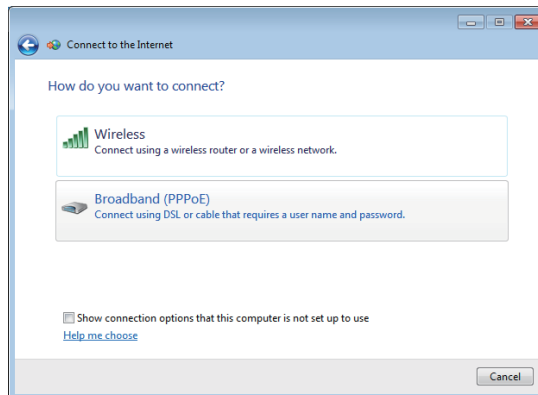 Connect to the Internet
How do you want to connect?
Wireless
Connect using a wireless router or a wireless network.
Broadband (PPPoE)
Connect using DSL or cable that requires a user name and password.
Show connection options that this computer is not set up to use
Help me choose
Cancel